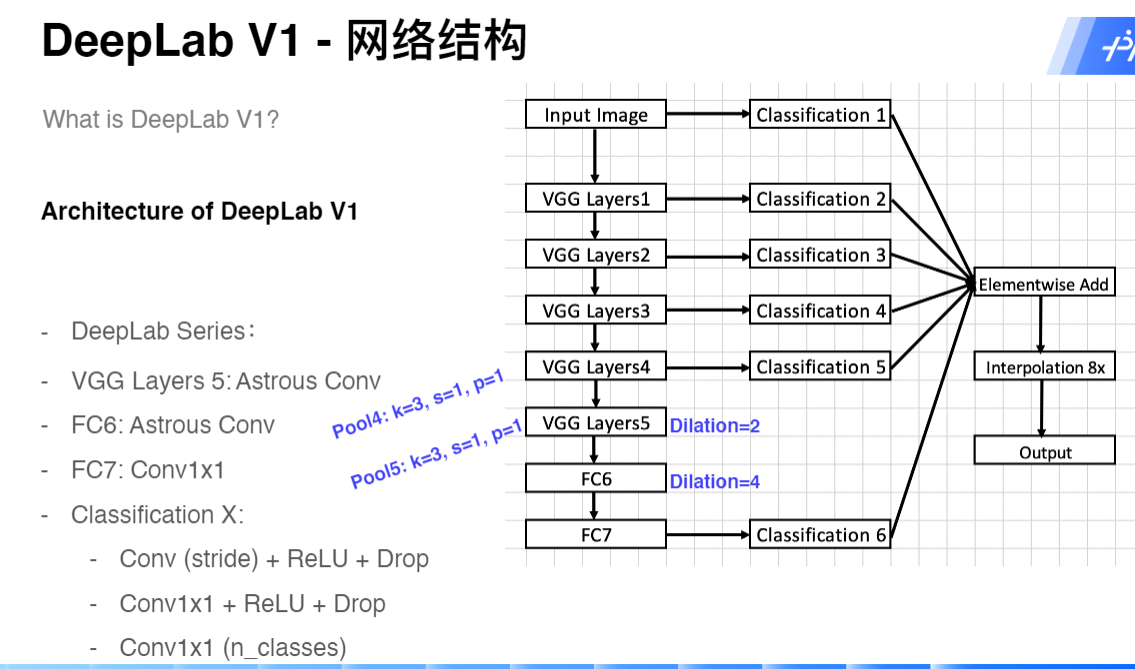 DeepLab V1 - 网络结构
What is DeepLab V1?
Architecture of DeepLab V1
- DeepLab Series：
- VGG Layers 5: Astrous Conv
- FC6: Astrous Conv
- FC7: Conv1x1
- Classification X:
- Conv (stride) + ReLU + Drop
- Conv1x1 + ReLU + Drop
- Conv1x1 (n_classes)
Pool4: k=3, s=1, p=1
Pool5: k=3, s=1, p=1
Input Image
VGG Layers1
VGG Layers2
VGG Layers3
VGG Layers4
VGG Layers5
FC6
FC7
Dilation=2
Dilation=4
Classification 1
Classification 2
Classification 3
Classification 4
Classification 5
Classification 6
Elementwise Add
Interpolation 8x
Output